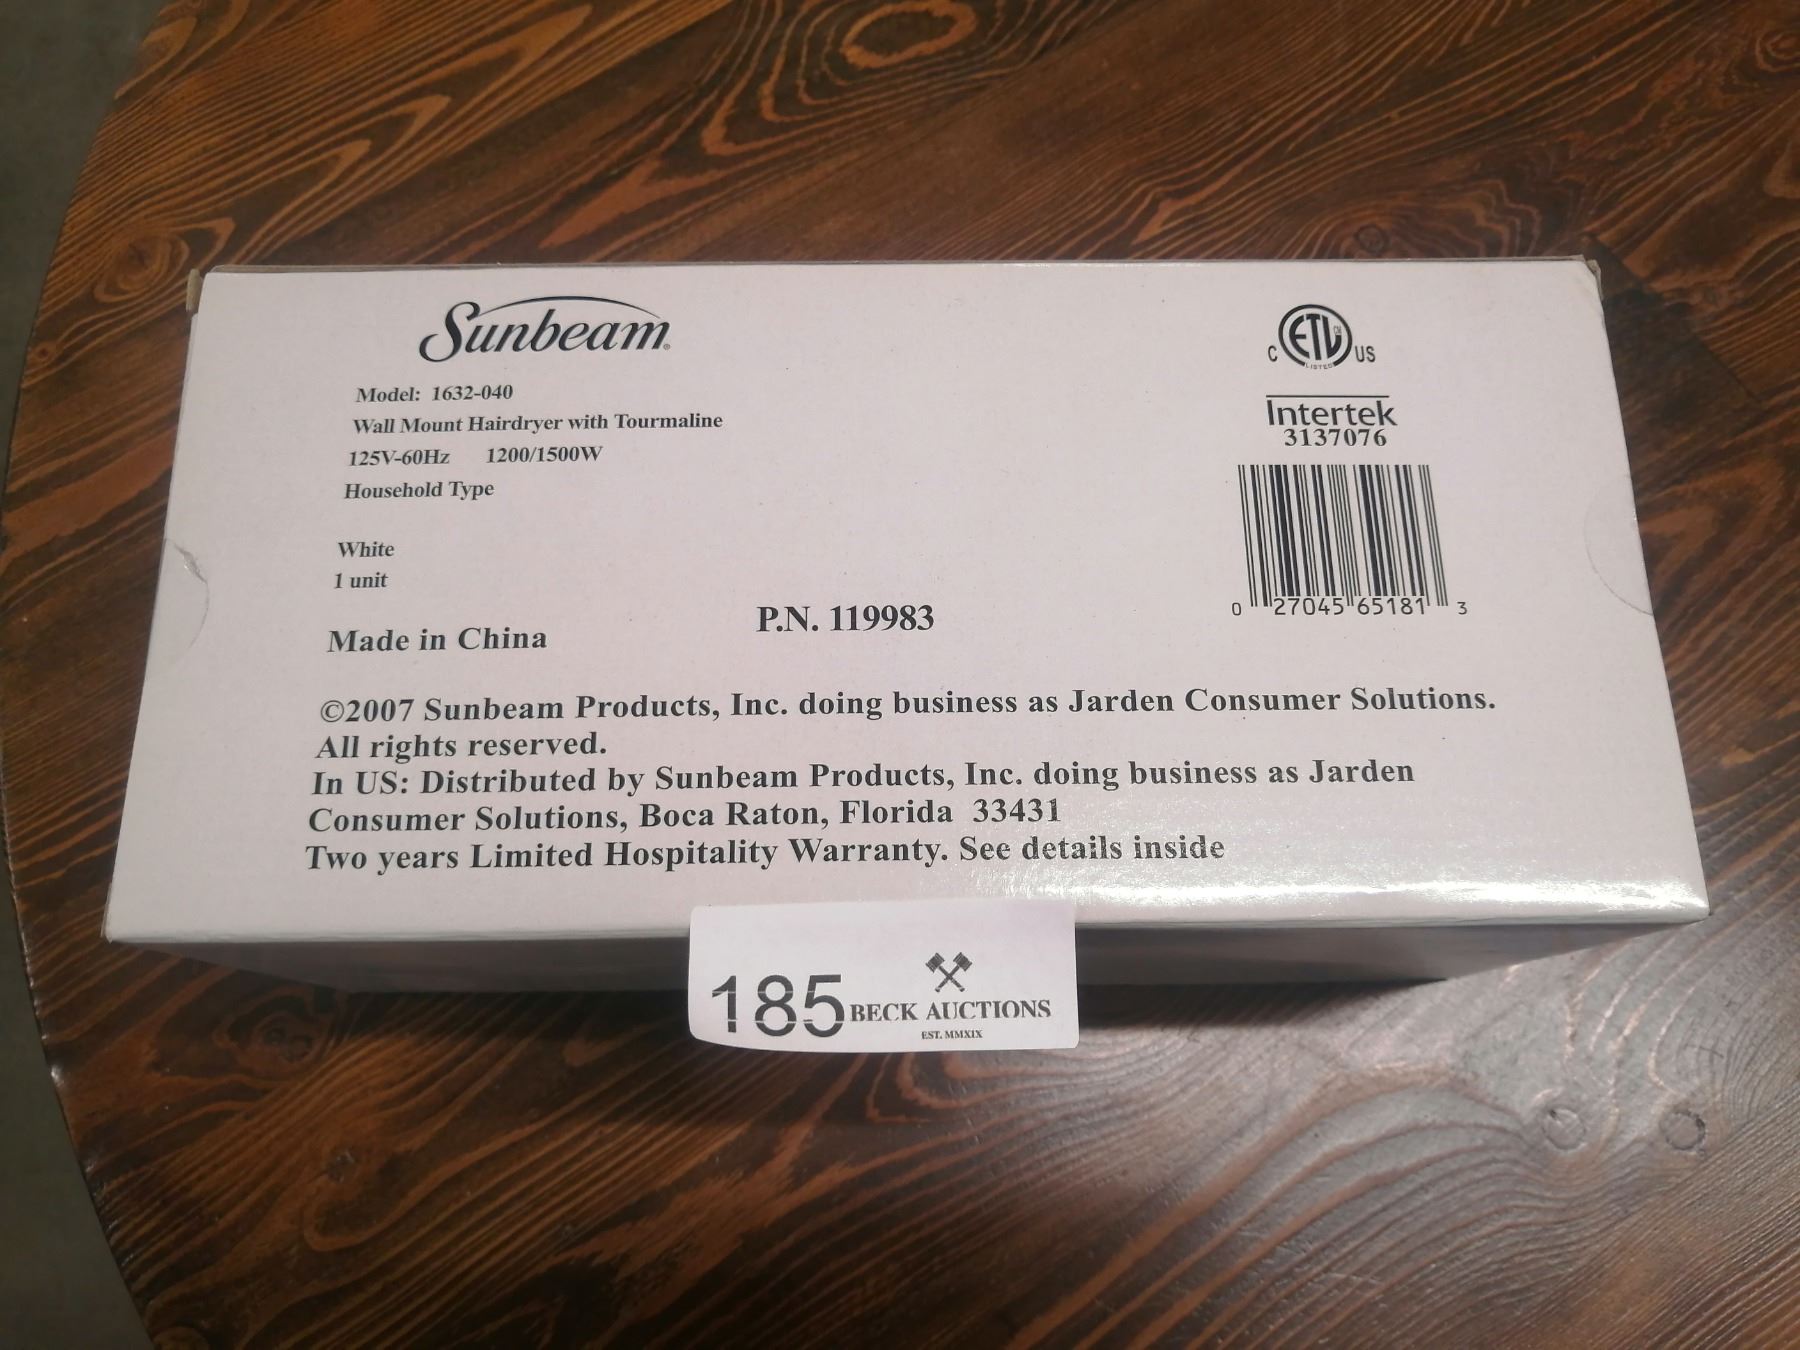 Sunbeam®
Model: 1632-040
Wall Mount Hairdryer with Tourmaline
125V-60Hz 1200/1500W
Household Type
White
1 unit
Made in China
P.N. 119983
C ETL CM US
LISTED
Intertek
3137076
0 27045 65181 3
©2007 Sunbeam Products, Inc. doing business as Jarden Consumer Solutions.
All rights reserved.
In US: Distributed by Sunbeam Products, Inc. doing business as Jarden
Consumer Solutions, Boca Raton, Florida 33431
Two years Limited Hospitality Warranty. See details inside
185 BECK AUCTIONS
EST. MMXIX